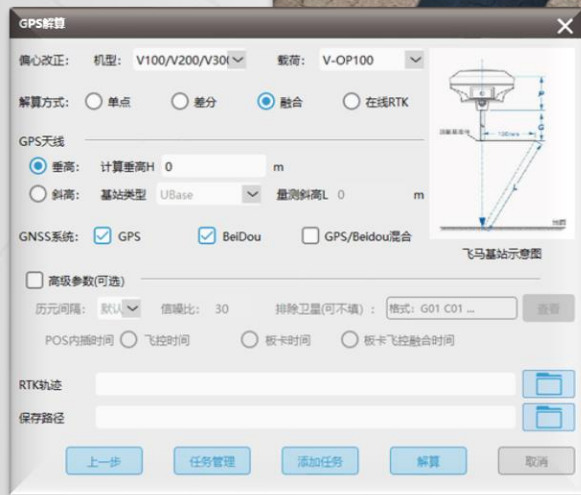 GPS解算
偏心改正: 机型: V100/V200/V30( 载荷: V-OP100
解算方式: 单点 差分 融合 在线RTK
GPS天线
垂高: 计算垂高H 0 m
斜高: 基站类型 UBase 量测斜高L 0 m
GNSS系统: GPS BeiDou GPS/Beidou混合
100mm
飞马基站示意图
高级参数(可选)
历元间隔: 默认 信噪比: 30 排除卫星(可不填) : 格式: G01 C01 ... 查看
POS内插时间 飞控时间 板卡时间 板卡飞控融合时间
RTK轨迹
保存路径
上一步 任务管理 添加任务 解算 取消